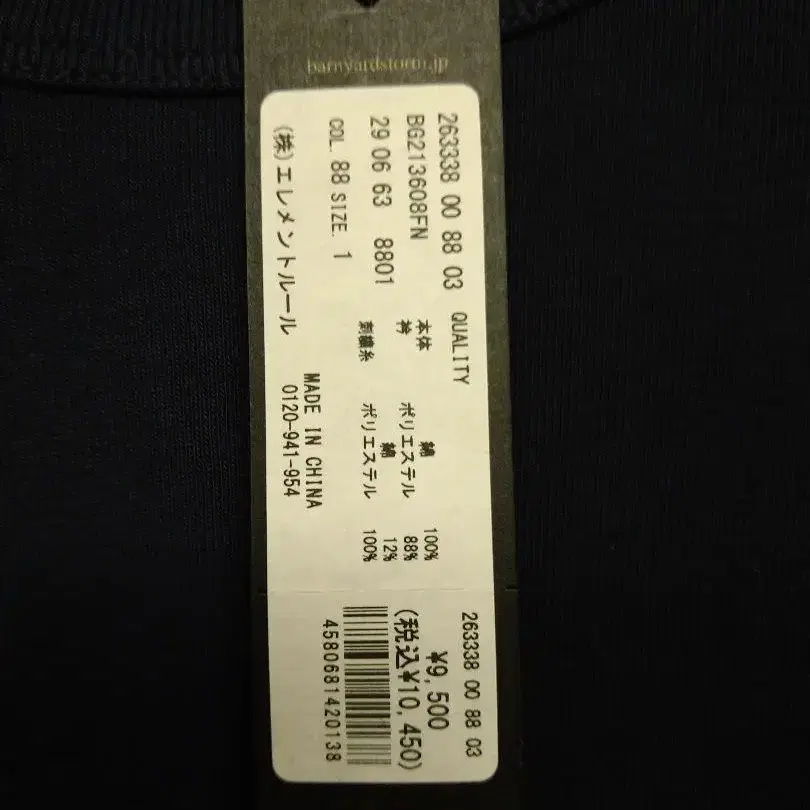 barnyardstorm.jp
263338 00 88 03
BG213608FN
29 06 63 8801
COL. 88 SIZE. 1
(株)エレメントルール
QUALITY
本体 綿 100%
衿 ポリエステル 88%
綿 12%
刺繍糸 ポリエステル 100%
MADE IN CHINA
0120-941-954
263338 00 88 03
¥9,500
(税込¥10,450)
4580681420138